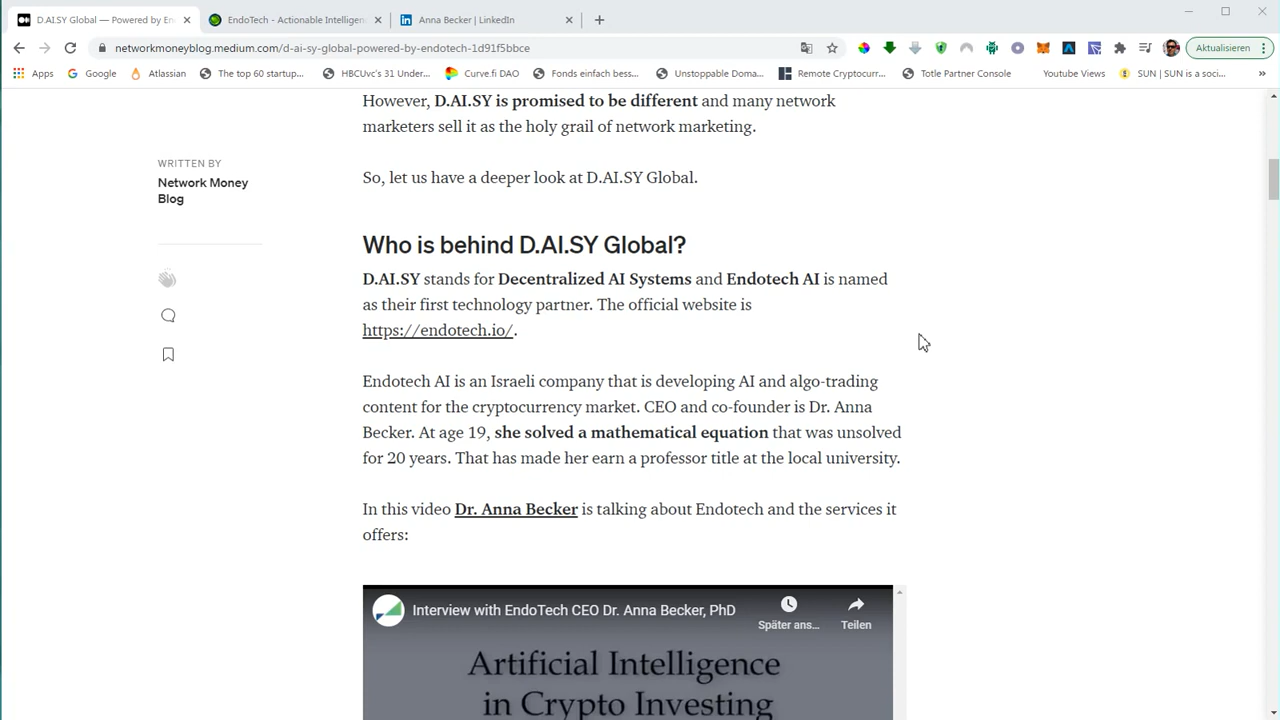 D.AI.SY Global — Powered by En
EndoTech - Actionable Intelligen
Anna Becker | LinkedIn
networkmoneyblog.medium.com/d-ai-sy-global-powered-by-endotech-1d91f5bbce
Aktualisieren
Apps
Google
Atlassian
The top 60 startup...
HBCUvc's 31 Under...
Curve.fi DAO
Fonds einfach bess...
Unstoppable Doma...
Remote Cryptocurr...
Totle Partner Console
Youtube Views
SUN | SUN is a soci...
»
However, D.AI.SY is promised to be different and many network
marketers sell it as the holy grail of network marketing.
WRITTEN BY
Network Money
Blog
So, let us have a deeper look at D.AI.SY Global.
Who is behind D.AI.SY Global?
D.AI.SY stands for Decentralized AI Systems and Endotech AI is named
as their first technology partner. The official website is
https://endotech.io/.
Endotech AI is an Israeli company that is developing AI and algo-trading
content for the cryptocurrency market. CEO and co-founder is Dr. Anna
Becker. At age 19, she solved a mathematical equation that was unsolved
for 20 years. That has made her earn a professor title at the local university.
In this video Dr. Anna Becker is talking about Endotech and the services it
offers:
Interview with EndoTech CEO Dr. Anna Becker, PhD
Später ans...
Teilen
Artificial Intelligence
in Crypto Investing